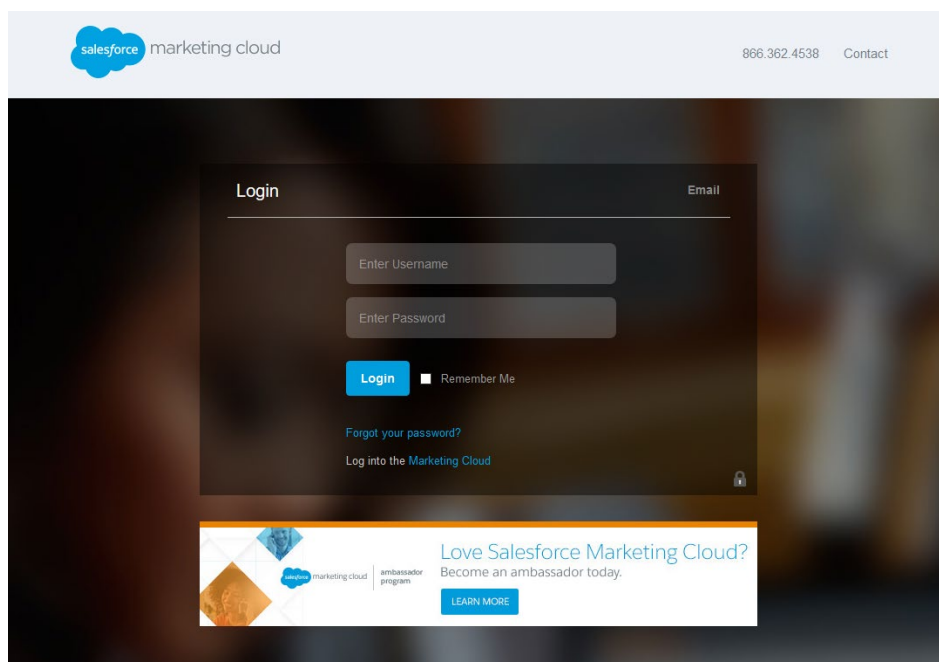 salesforce marketing cloud
866.362.4538 Contact
Login Email
Enter Username
Enter Password
Login Remember Me
Forgot your password?
Log into the Marketing Cloud
Love Salesforce Marketing Cloud?
salesforce marketing cloud ambassador program
Become an ambassador today.
LEARN MORE